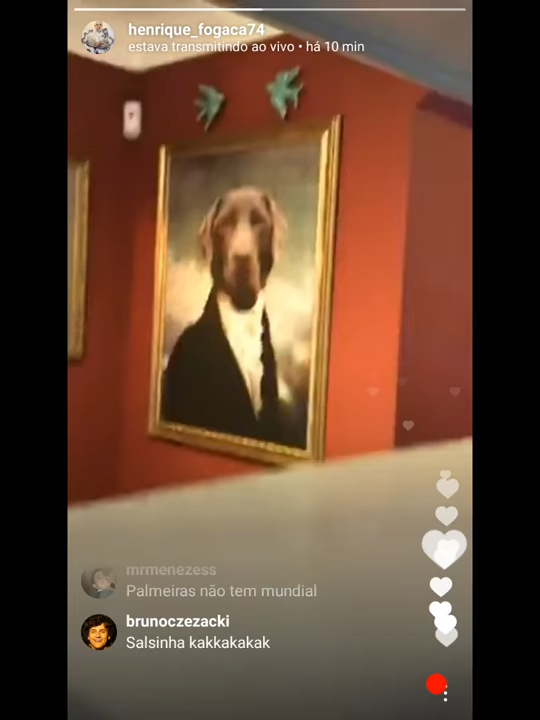 henrique_fogaca74
estava transmitindo ao vivo • há 10 min
mrmenezess
Palmeiras não tem mundial
brunoczezacki
Salsinha kakkakakak